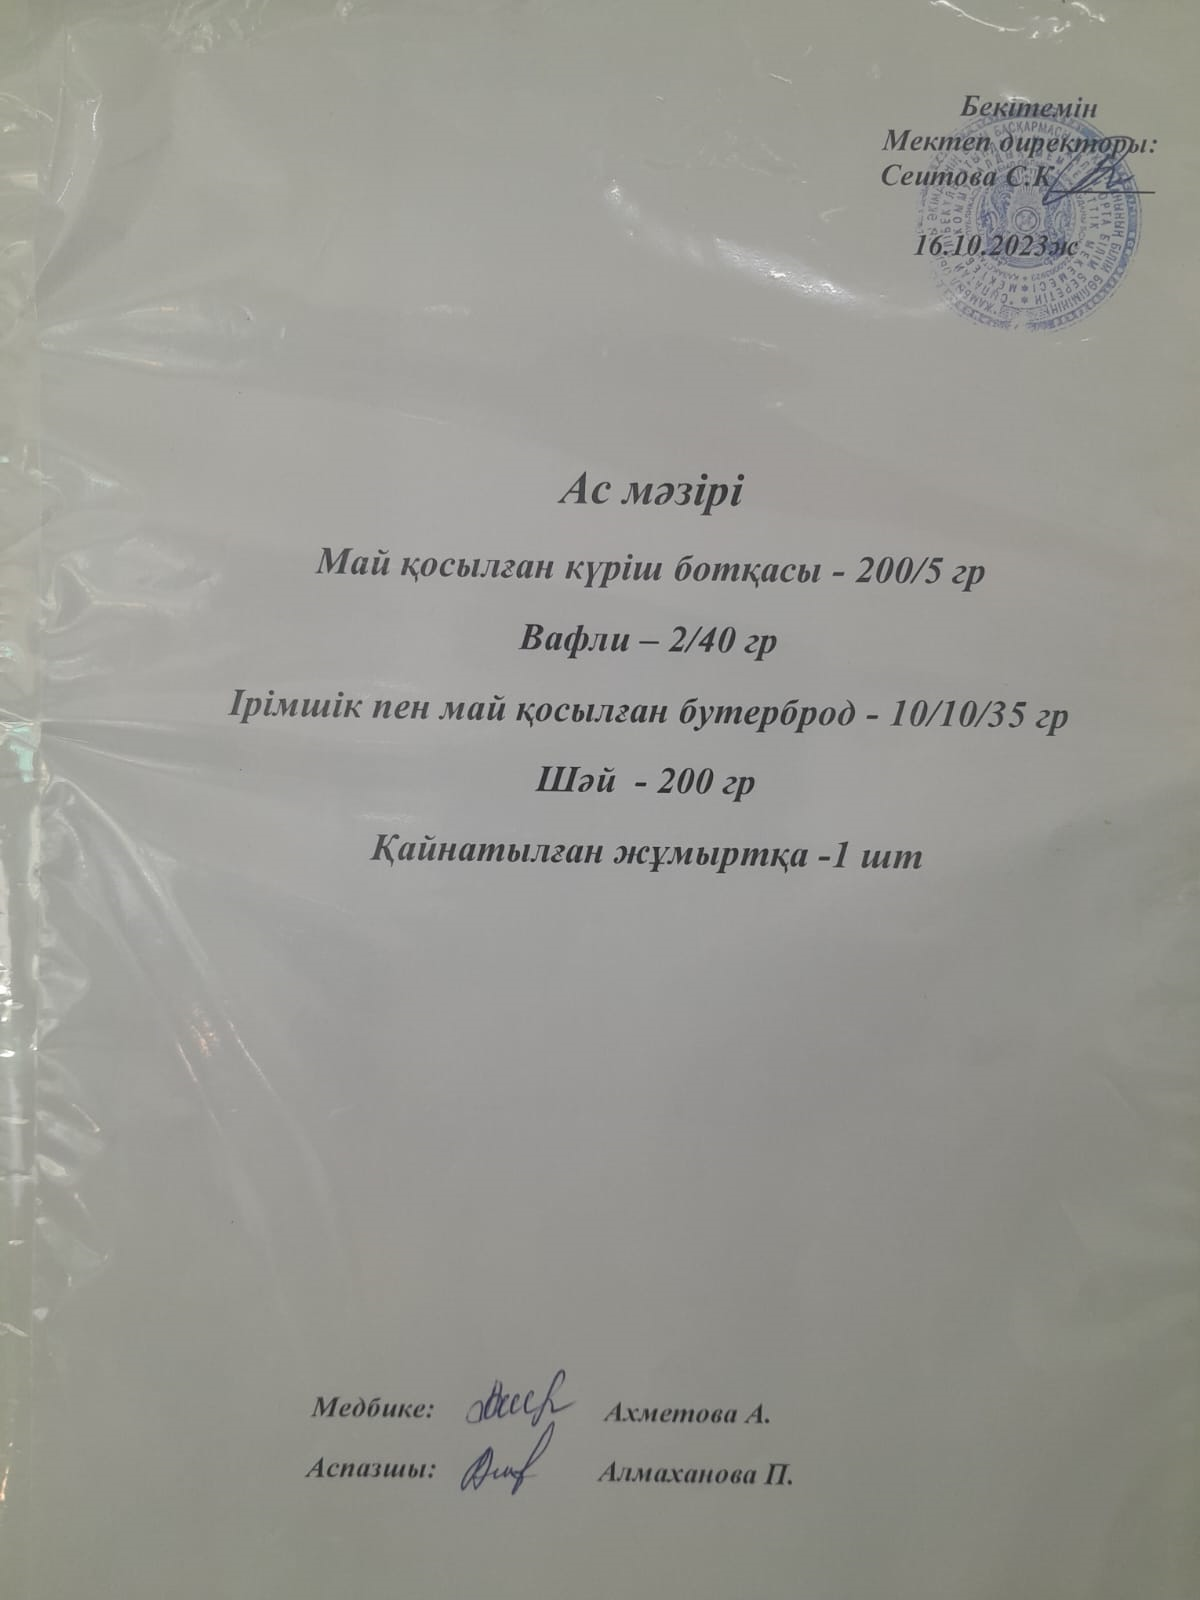 Бекітемін
Мектеп директоры:
Сеитова С.К
16.10.2023ж
Ас мәзірі
Май қосылған күріш ботқасы - 200/5 гр
Вафли – 2/40 гр
Ірімшік пен май қосылған бутерброд - 10/10/35 гр
Шәй - 200 гр
Қайнатылған жұмыртқа -1 шт
Медбике: Ахметова А.
Аспазшы: Алмаханова П.